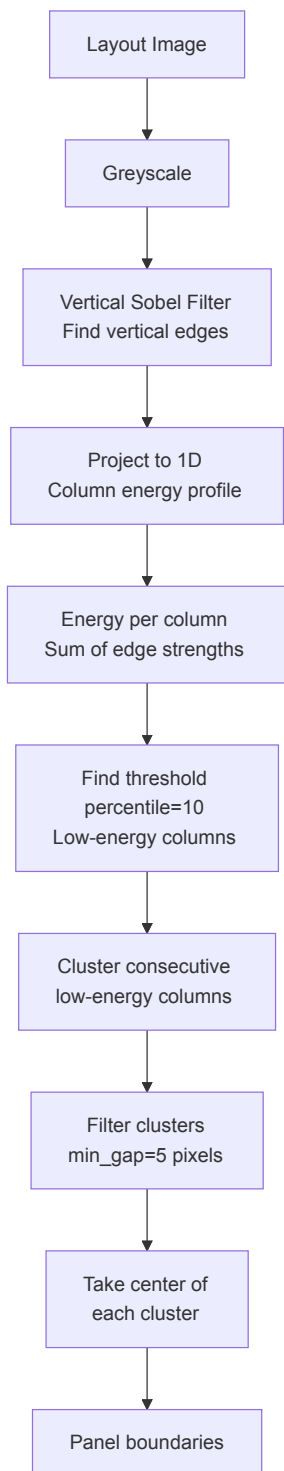 Layout Image
Greyscale
Vertical Sobel Filter
Find vertical edges
Project to 1D
Column energy profile
Energy per column
Sum of edge strengths
Find threshold
percentile=10
Low-energy columns
Cluster consecutive
low-energy columns
Filter clusters
min_gap=5 pixels
Take center of
each cluster
Panel boundaries